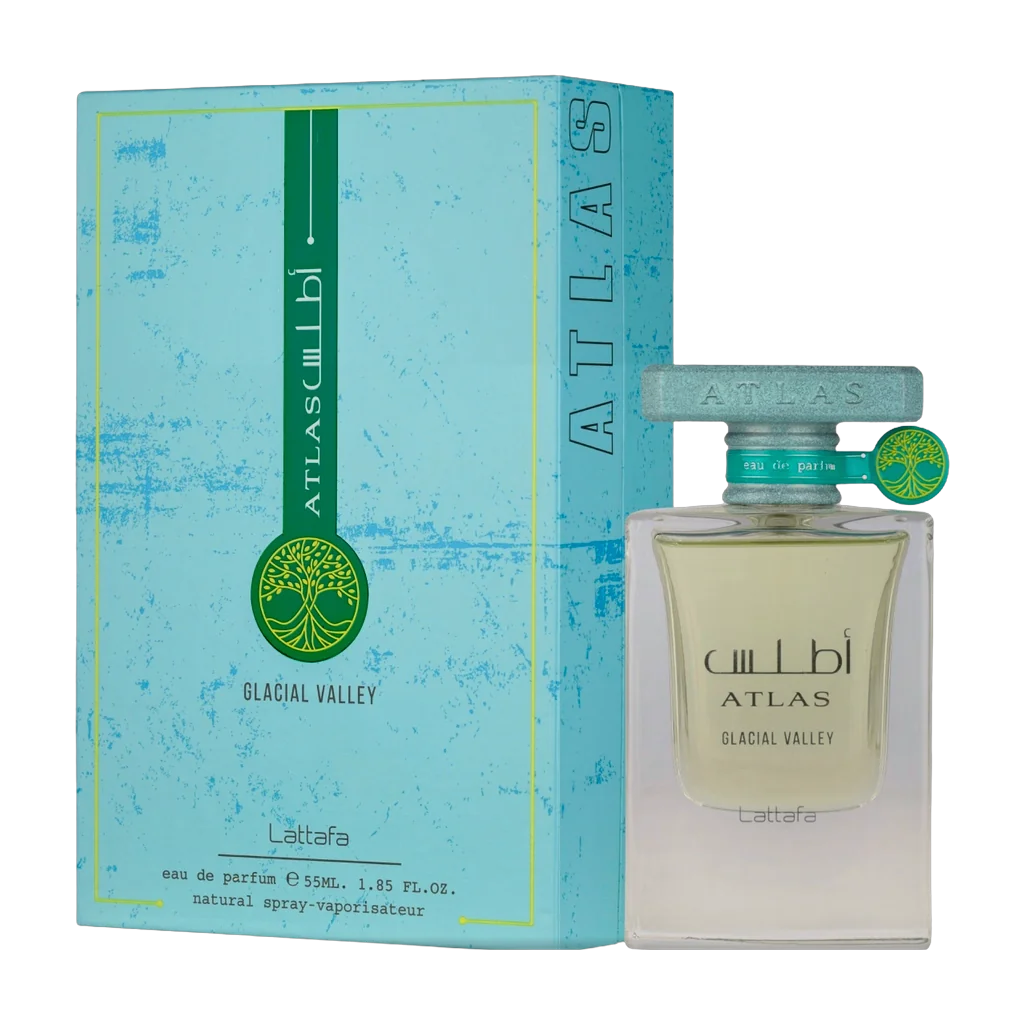 أطلس
ATLAS
GLACIAL VALLEY
Lattafa
eau de parfum ℮ 55ML. 1.85 FL.OZ.
natural spray-vaporisateur
ATLAS
ATLAS
eau de parfum
أطلس
ATLAS
GLACIAL VALLEY
Lattafa